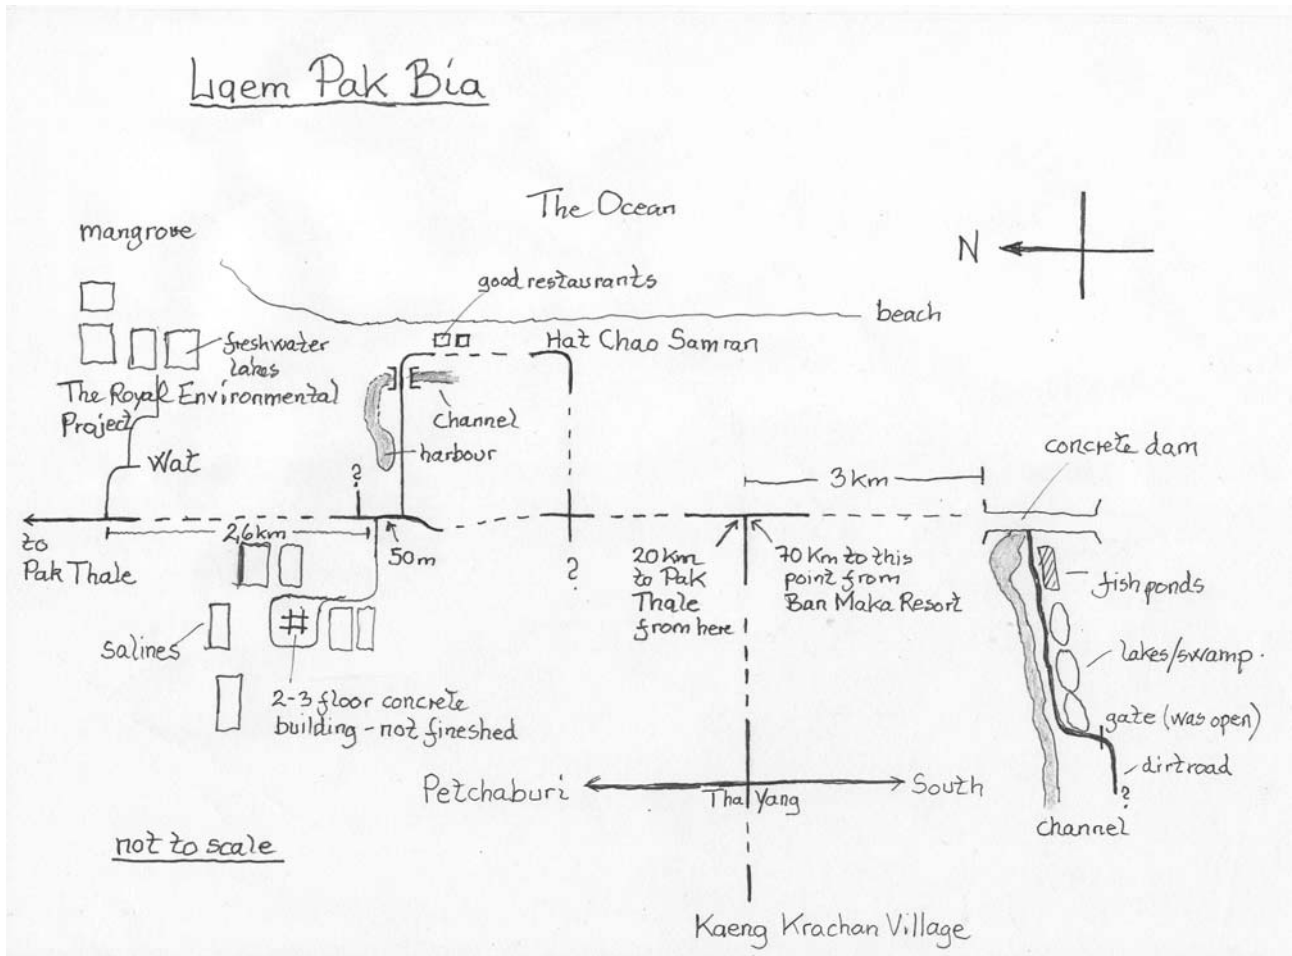 Laem Pak Bia
The Ocean
mangrove
N
good restaurants
beach
freshwater
lakes
Hat Chao Samran
The Royal Environmental
Project
channel
harbour
Wat
concrete dam
3 km
?
2,6 km
50 m
to
Pak Thale
20 Km
to Pak
Thale
from here
70 Km to this
point from
Ban Maka Resort
?
fish ponds
salines
lakes/swamp.
2-3 floor concrete
building - not fineshed
gate (was open)
dirtroad
?
Petchaburi
Tha Yang
South
channel
not to scale
Kaeng Krachan Village